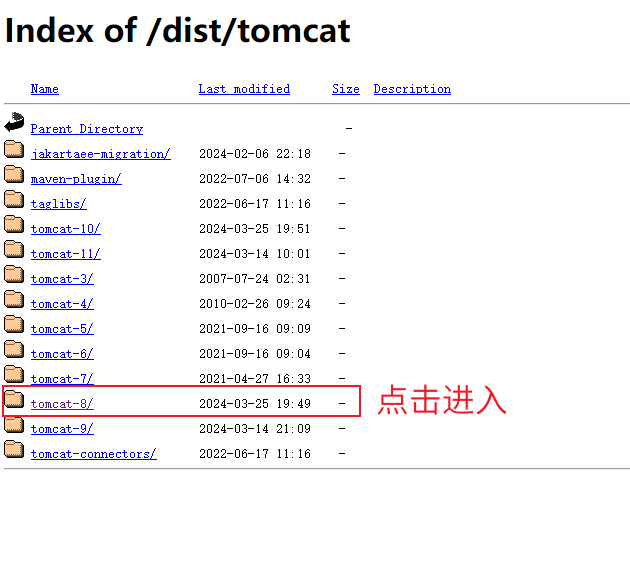 Index of /dist/tomcat
Name Last modified Size Description
Parent Directory -
jakartaee-migration/ 2024-02-06 22:18 -
maven-plugin/ 2022-07-06 14:32 -
taglibs/ 2022-06-17 11:16 -
tomcat-10/ 2024-03-25 19:51 -
tomcat-11/ 2024-03-14 10:01 -
tomcat-3/ 2007-07-24 02:31 -
tomcat-4/ 2010-02-26 09:24 -
tomcat-5/ 2021-09-16 09:09 -
tomcat-6/ 2021-09-16 09:04 -
tomcat-7/ 2021-04-27 16:33 -
tomcat-8/ 2024-03-25 19:49 - 点击进入
tomcat-9/ 2024-03-14 21:09 -
tomcat-connectors/ 2022-06-17 11:16 -